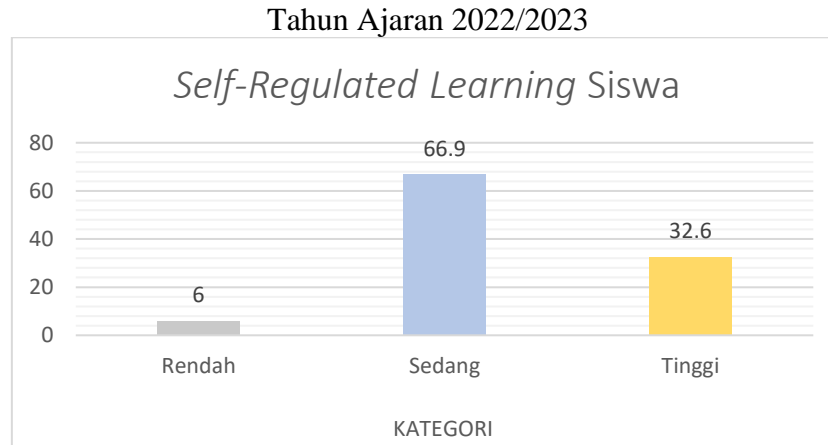 Tahun Ajaran 2022/2023
Self-Regulated Learning Siswa
80
60
40
20
0
6
66.9
32.6
Rendah Sedang Tinggi
KATEGORI